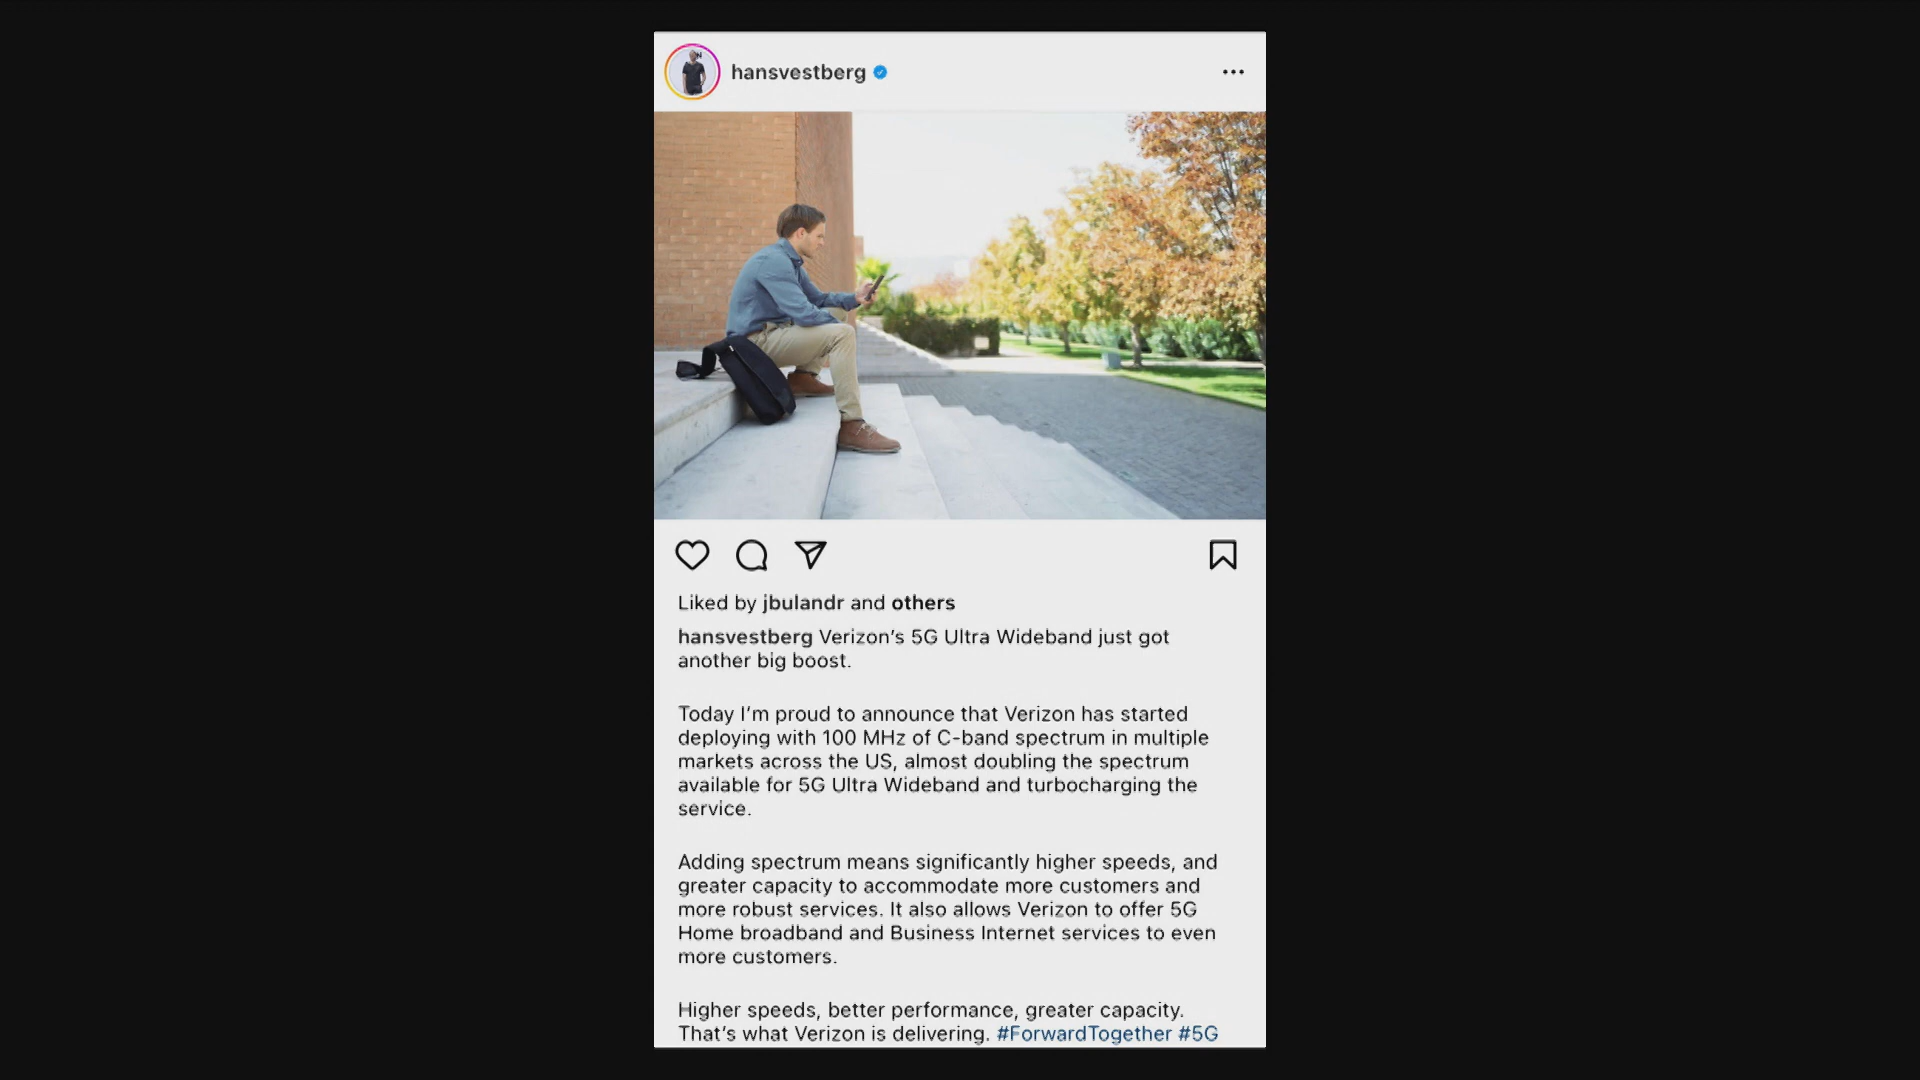 hansvestberg
Liked by jbulandr and others
hansvestberg Verizon's 5G Ultra Wideband just got
another big boost.
Today I'm proud to announce that Verizon has started
deploying with 100 MHz of C-band spectrum in multiple
markets across the US, almost doubling the spectrum
available for 5G Ultra Wideband and turbocharging the
service.
Adding spectrum means significantly higher speeds, and
greater capacity to accommodate more customers and
more robust services. It also allows Verizon to offer 5G
Home broadband and Business Internet services to even
more customers.
Higher speeds, better performance, greater capacity.
That's what Verizon is delivering. #ForwardTogether #5G